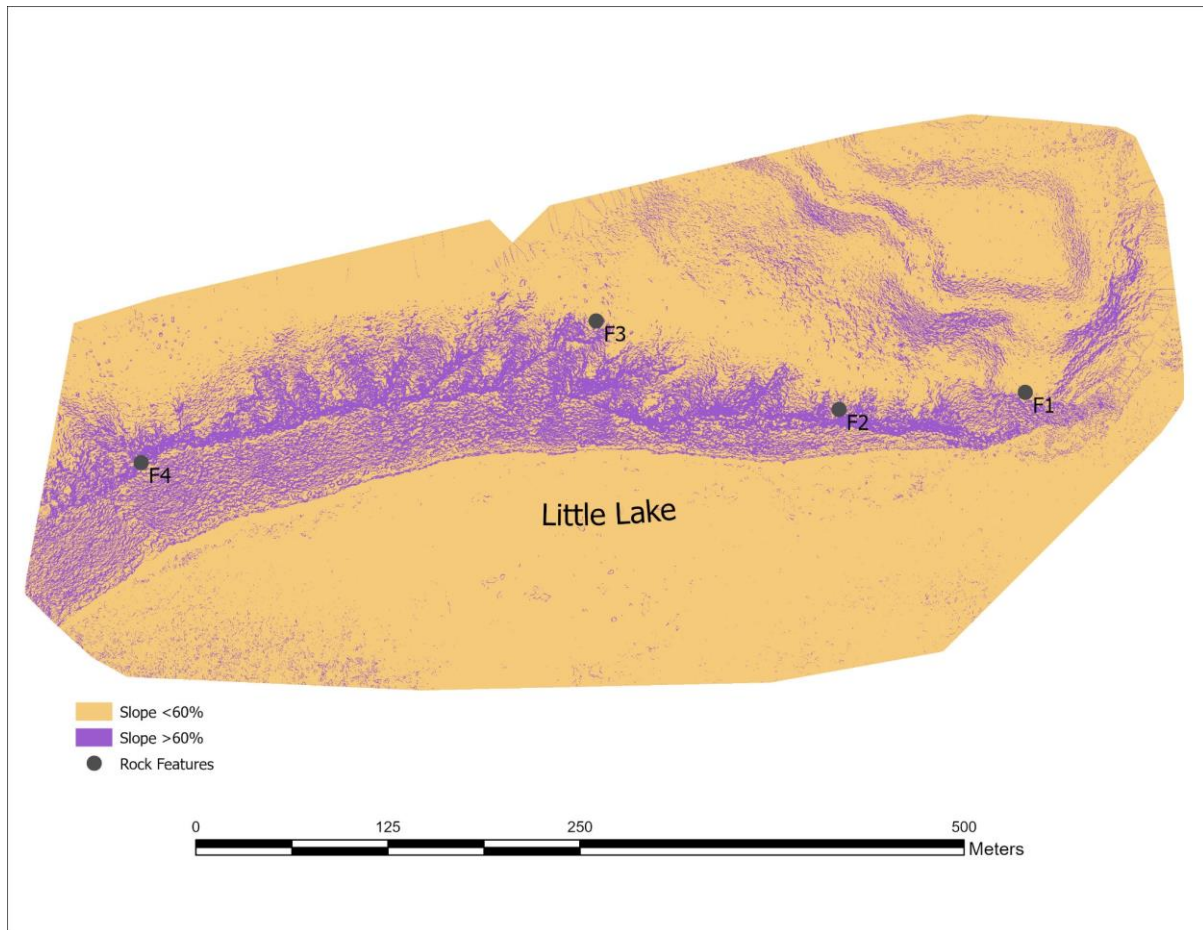 F3
F1
F2
F4
Little Lake
Slope <60%
Slope >60%
Rock Features
0 125 250 500
Meters